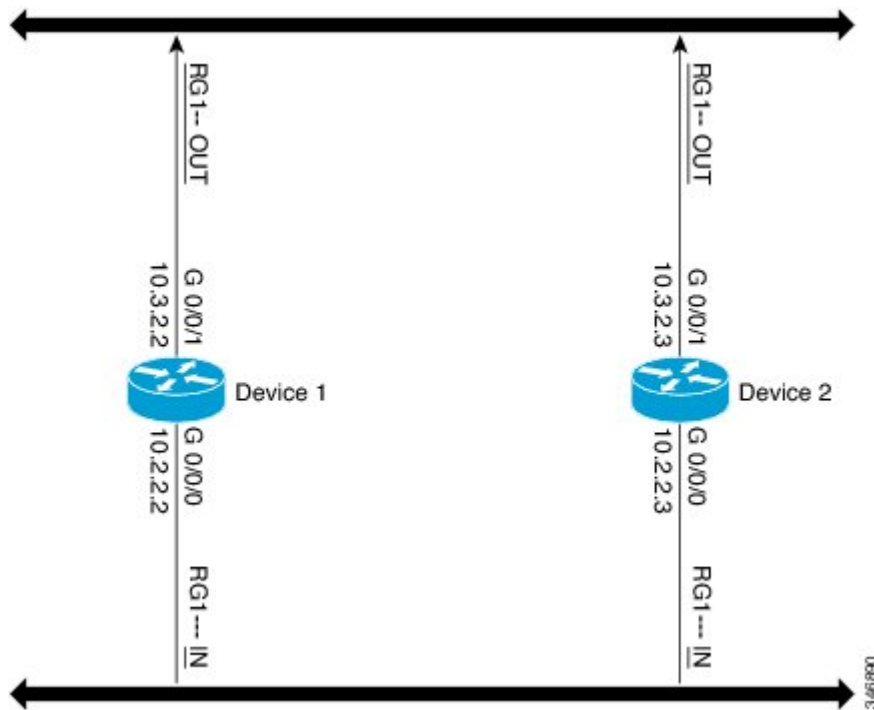 RG1-- OUT
RG1-- OUT
G 0/0/1
10.3.2.2
G 0/0/1
10.3.2.3
Device 1
Device 2
G 0/0/0
10.2.2.2
G 0/0/0
10.2.2.3
RG1--- IN
RG1--- IN